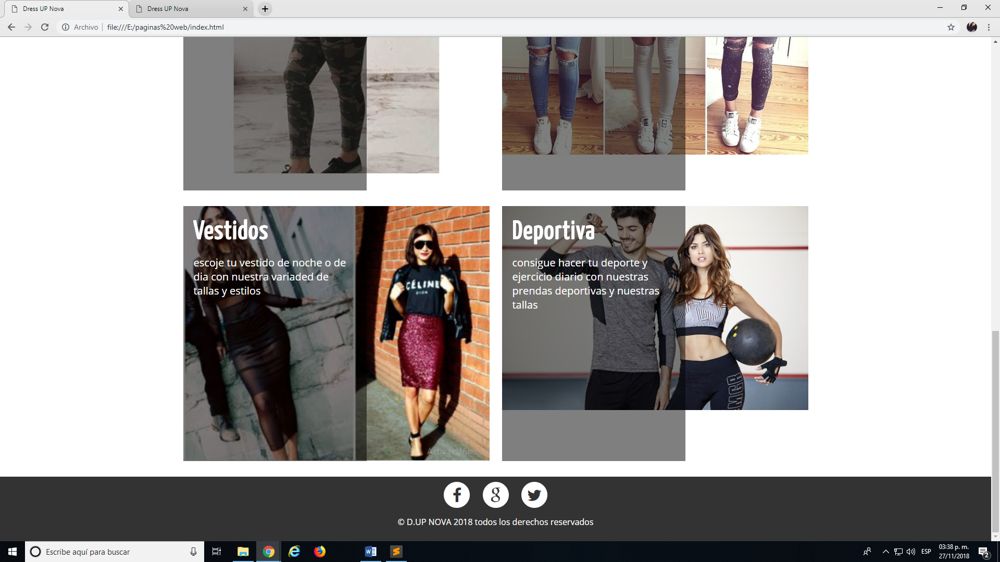 Dress UP Nova
Dress UP Nova
Archivo
file:///E:/paginas%20web/index.html
Vestidos
escoje tu vestido de noche o de
dia con nuestra variaded de
tallas y estilos
CÉLINE
Deportiva
consigue hacer tu deporte y
ejercicio diario con nuestras
prendas deportivas y nuestras
tallas
© D.UP NOVA 2018 todos los derechos reservados
Escribe aquí para buscar
ESP
03:38 p. m.
27/11/2018
2